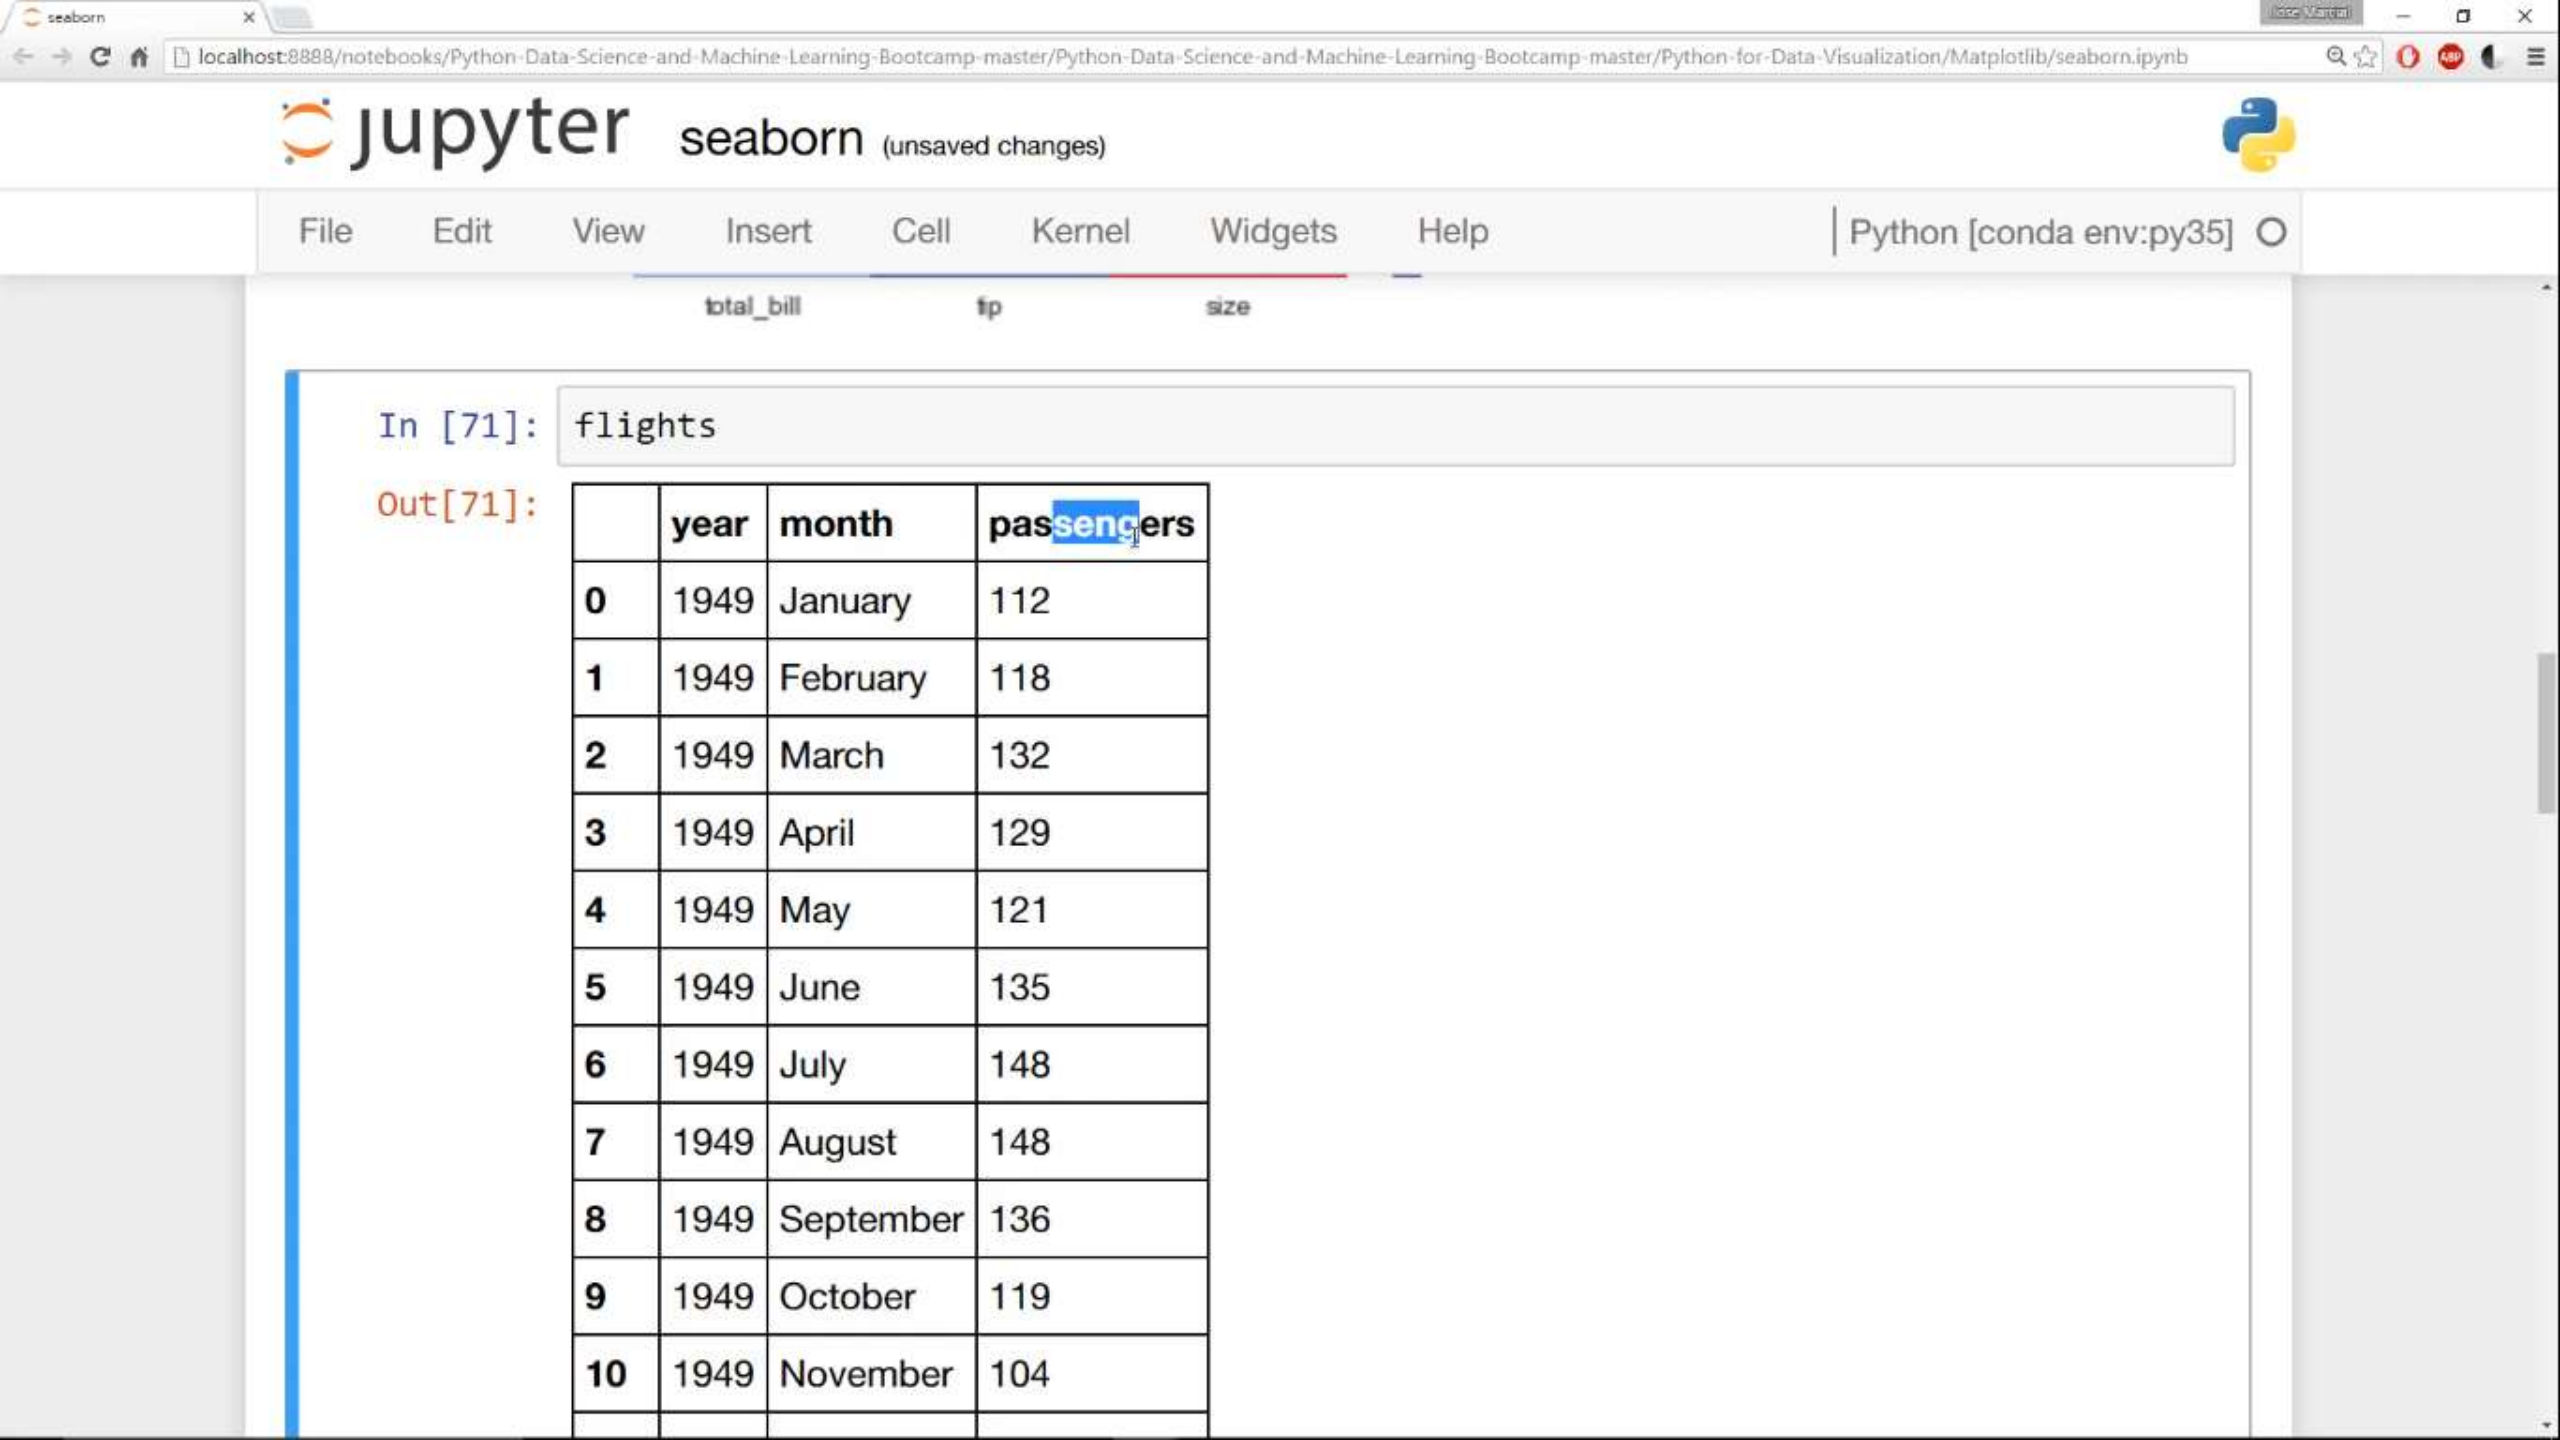 seaborn
localhost:8888/notebooks/Python-Data-Science-and-Machine-Learning-Bootcamp-master/Python-Data-Science-and-Machine-Learning-Bootcamp-master/Python-for-Data-Visualization/Matplotlib/seaborn.ipynb
ABP
jupyter seaborn (unsaved changes)
File Edit View Insert Cell Kernel Widgets Help Python [conda env:py35]
total_bill tip size
In [71]: flights
Out[71]:
year month passengers
0 1949 January 112
1 1949 February 118
2 1949 March 132
3 1949 April 129
4 1949 May 121
5 1949 June 135
6 1949 July 148
7 1949 August 148
8 1949 September 136
9 1949 October 119
10 1949 November 104